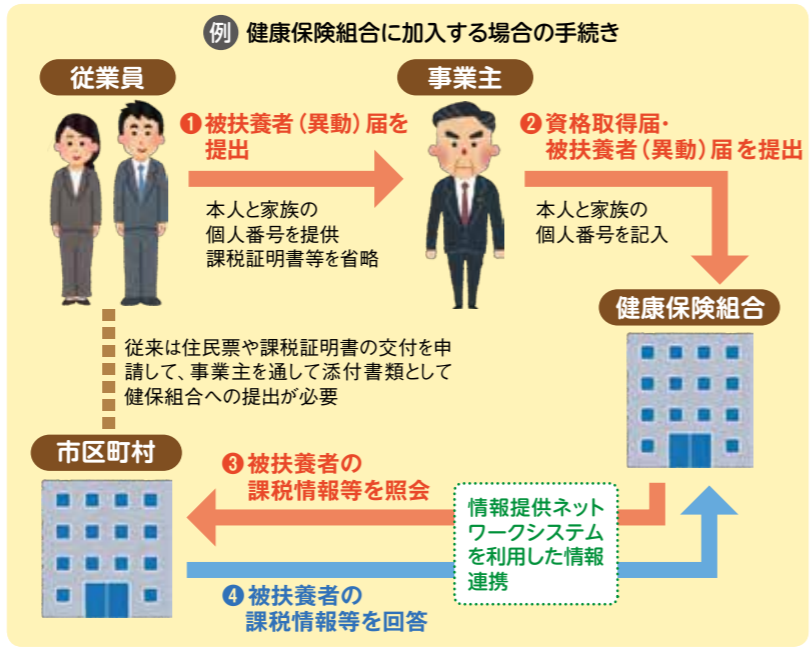 例 健康保険組合に加入する場合の手続き
従業員
事業主
❶被扶養者（異動）届を
提出
❷資格取得届・
被扶養者（異動）届を提出
本人と家族の
個人番号を提供
課税証明書等を省略
本人と家族の
個人番号を記入
健康保険組合
従来は住民票や課税証明書の交付を申
請して、事業主を通して添付書類として
健保組合への提出が必要
市区町村
❸被扶養者の
課税情報等を照会
情報提供ネット
ワークシステム
を利用した情報
連携
❹被扶養者の
課税情報等を回答